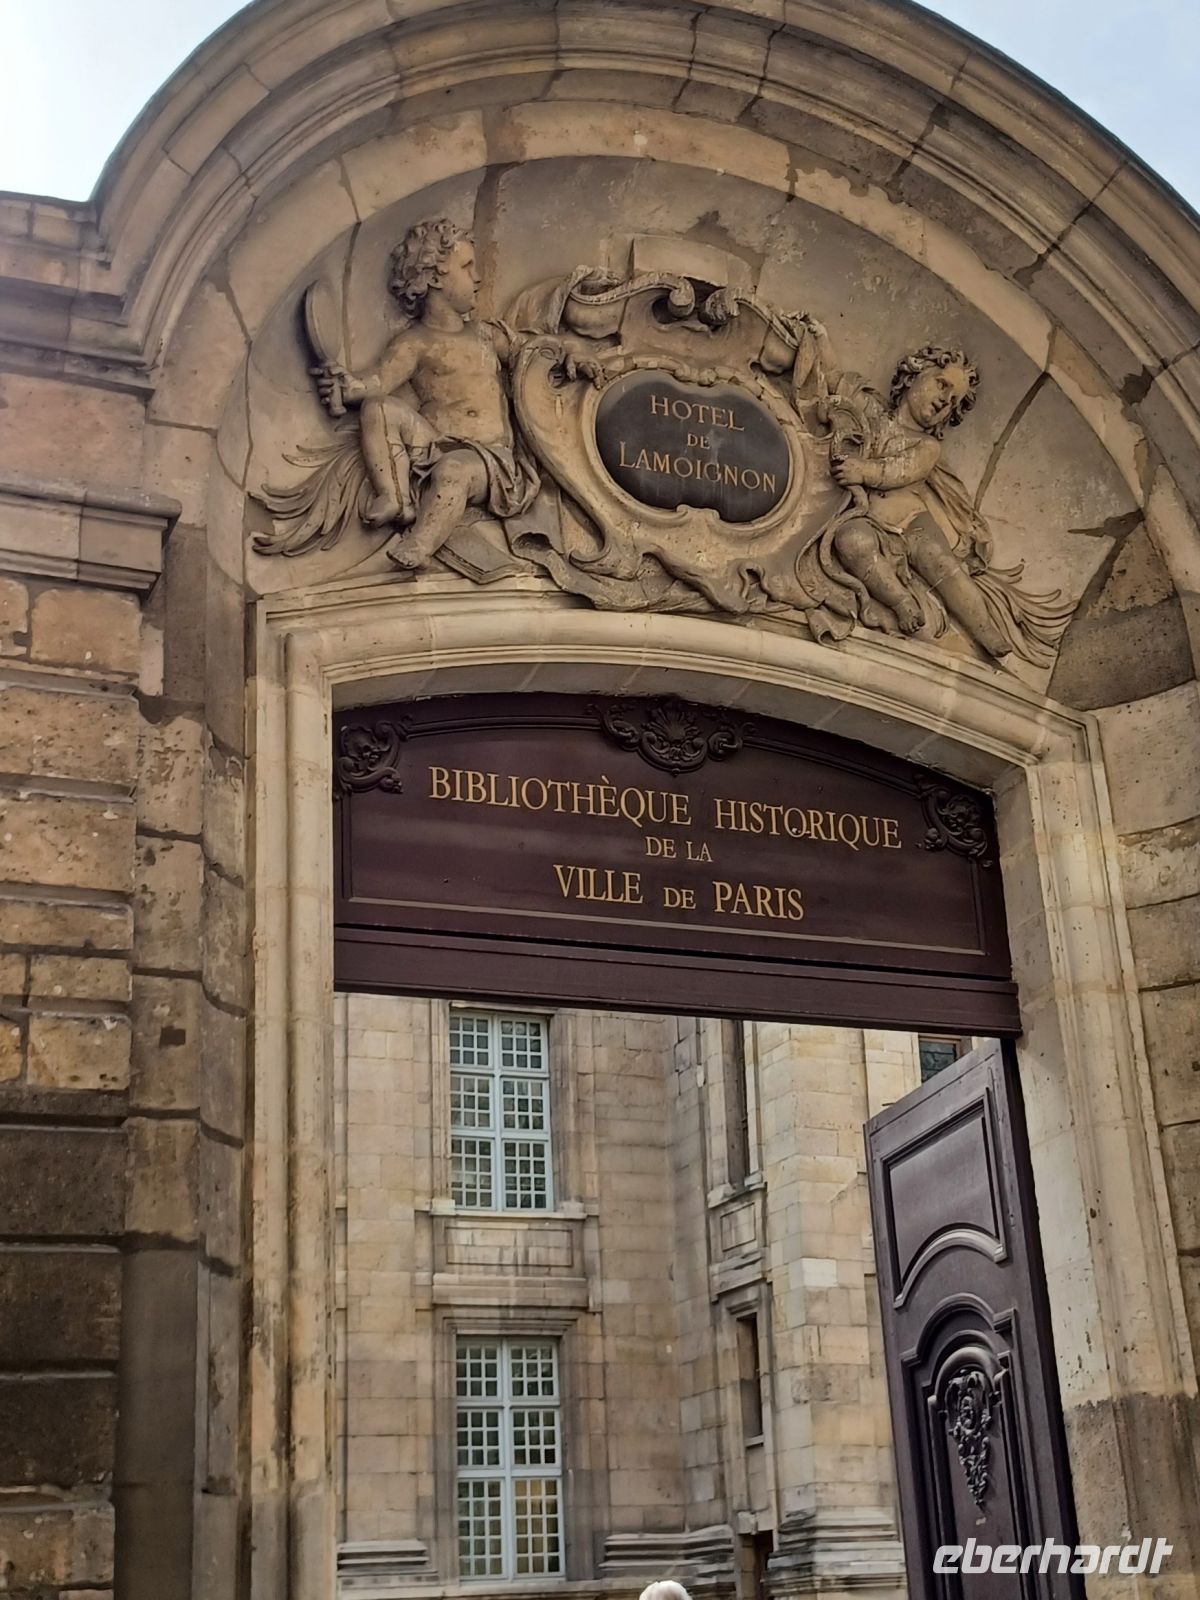 HOTEL
DE
LAMOIGNON
BIBLIOTHÈQUE HISTORIQUE
DE LA
VILLE DE PARIS
eberhardt